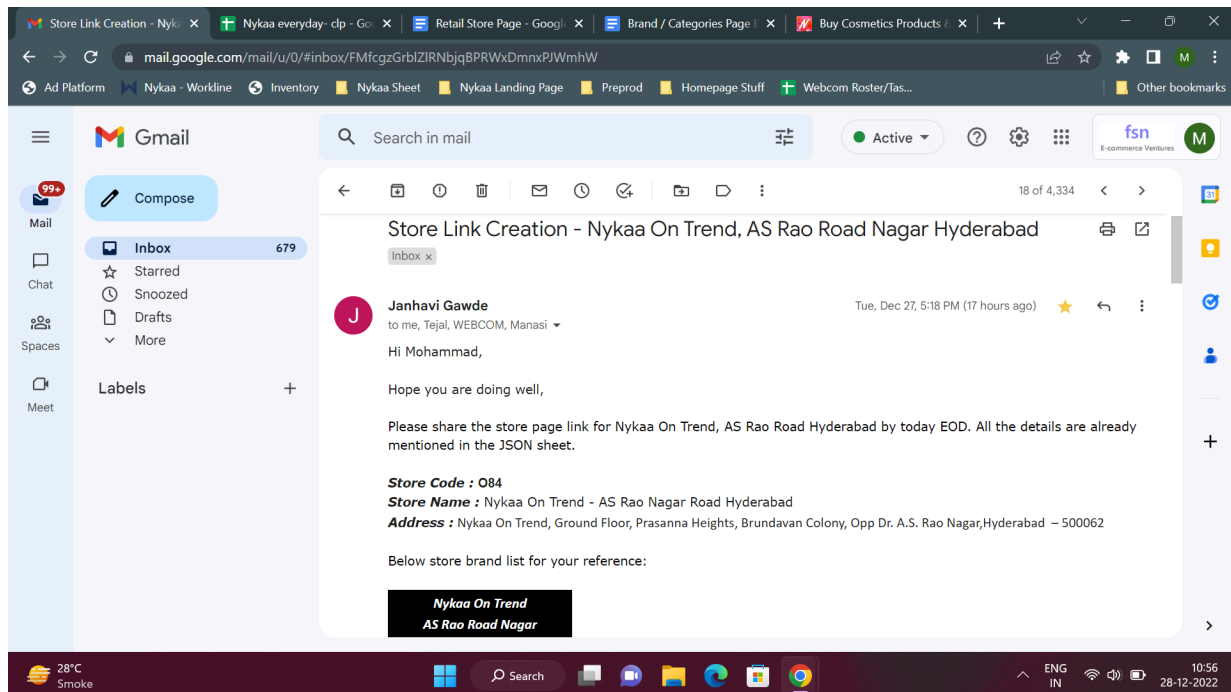 Store Link Creation - Nyka
Nykaa everyday- clp - Goo
Retail Store Page - Google
Brand / Categories Page B
Buy Cosmetics Products &
mail.google.com/mail/u/0/#inbox/FMfcgzGrblZlRNbjqBPRWxDmnxPJWmhW
M
Ad Platform
Nykaa - Workline
Inventory
Nykaa Sheet
Nykaa Landing Page
Preprod
Homepage Stuff
Webcom Roster/Tas...
Other bookmarks
Gmail
Search in mail
Active
fsn
E-commerce Ventures
M
99+
Mail
Chat
Spaces
Meet
Compose
Inbox 679
Starred
Snoozed
Drafts
More
Labels
18 of 4,334
31
Store Link Creation - Nykaa On Trend, AS Rao Road Nagar Hyderabad
Inbox x
J
Janhavi Gawde
Tue, Dec 27, 5:18 PM (17 hours ago)
to me, Tejal, WEBCOM, Manasi
Hi Mohammad,
Hope you are doing well,
Please share the store page link for Nykaa On Trend, AS Rao Road Hyderabad by today EOD. All the details are already
mentioned in the JSON sheet.
Store Code : O84
Store Name : Nykaa On Trend - AS Rao Nagar Road Hyderabad
Address : Nykaa On Trend, Ground Floor, Prasanna Heights, Brundavan Colony, Opp Dr. A.S. Rao Nagar,Hyderabad – 500062
Below store brand list for your reference:
Nykaa On Trend
AS Rao Road Nagar
28°C
Smoke
Search
ENG
IN
10:56
28-12-2022